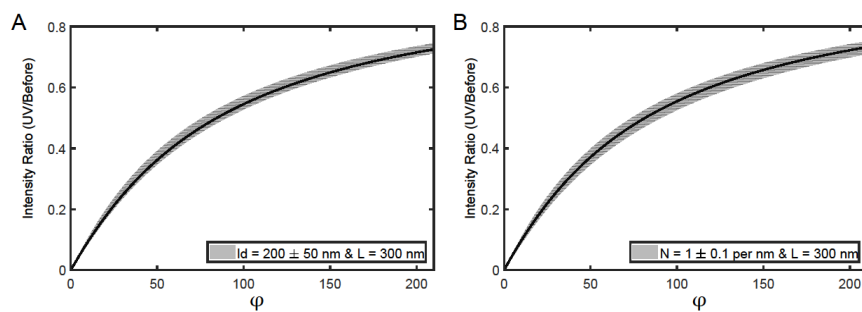 A
Intensity Ratio (UV/Before)
0.8
0.6
0.4
0.2
0
0 50 100 150 200
φ
Id = 200 ± 50 nm & L = 300 nm
B
Intensity Ratio (UV/Before)
0.8
0.6
0.4
0.2
0
0 50 100 150 200
φ
N = 1 ± 0.1 per nm & L = 300 nm